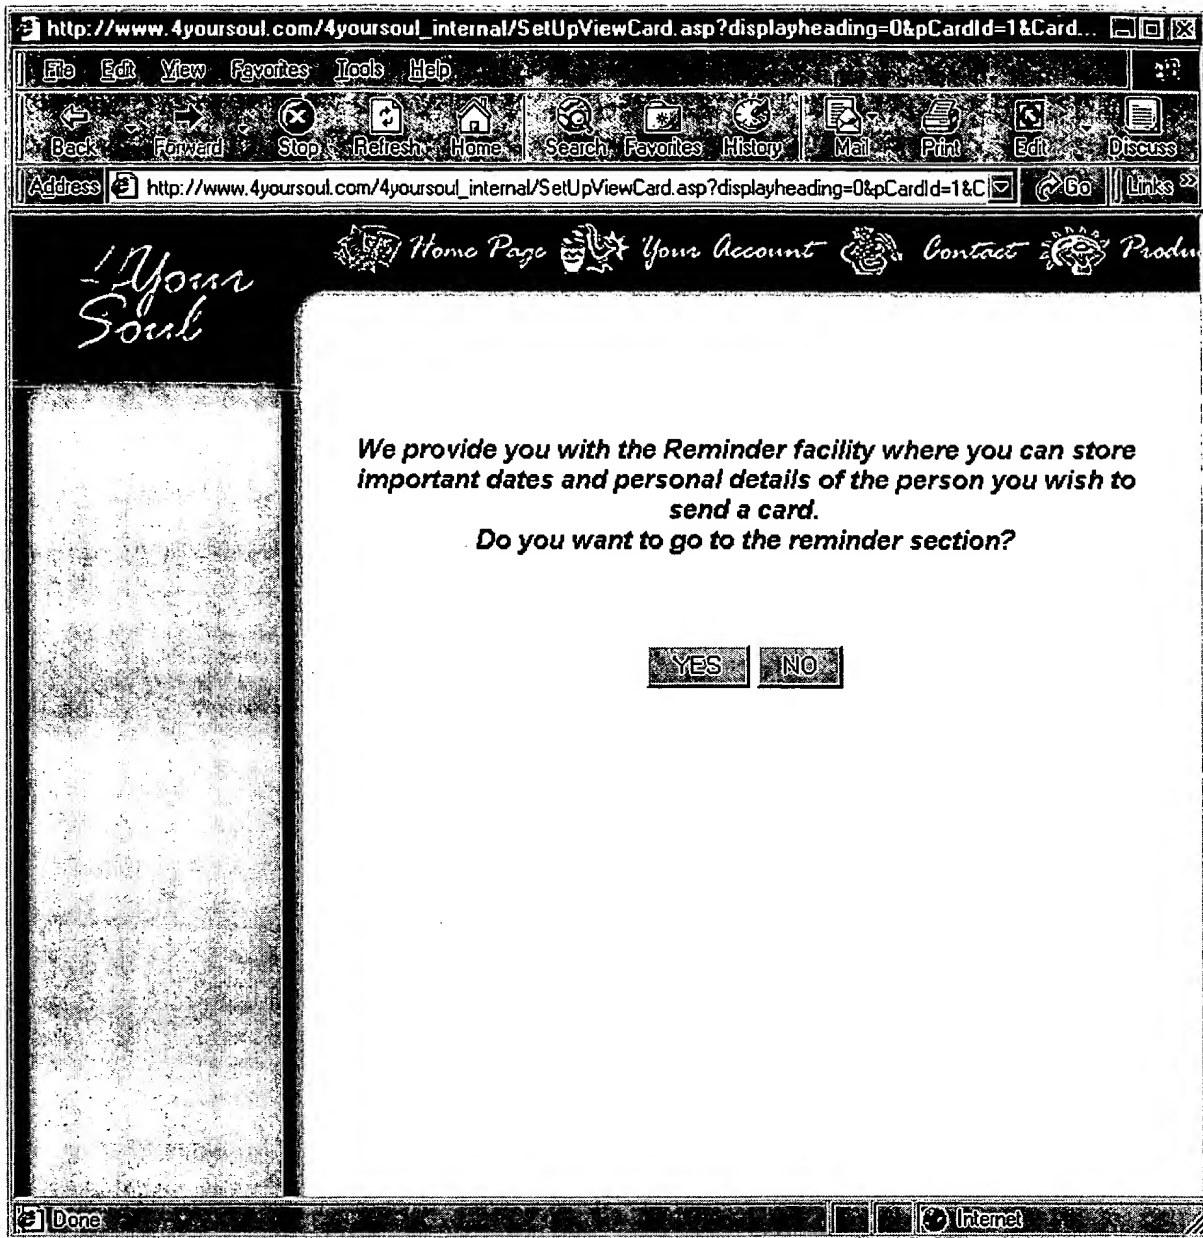 http://www.4yoursoul.com/4yoursoul_internal/SetUpViewCard.asp?displayheading=0&pCardId=1&Card...
File Edit View Favorites Tools Help
Back Forward Stop Refresh Home Search Favorites History Mail Print Edit Discuss
Address http://www.4yoursoul.com/4yoursoul_internal/SetUpViewCard.asp?displayheading=0&pCardId=1&C Go Links »
Home Page Your Account Contact Produ
4Your
Soul
We provide you with the Reminder facility where you can store
important dates and personal details of the person you wish to
send a card.
Do you want to go to the reminder section?
YES NO
Done Internet